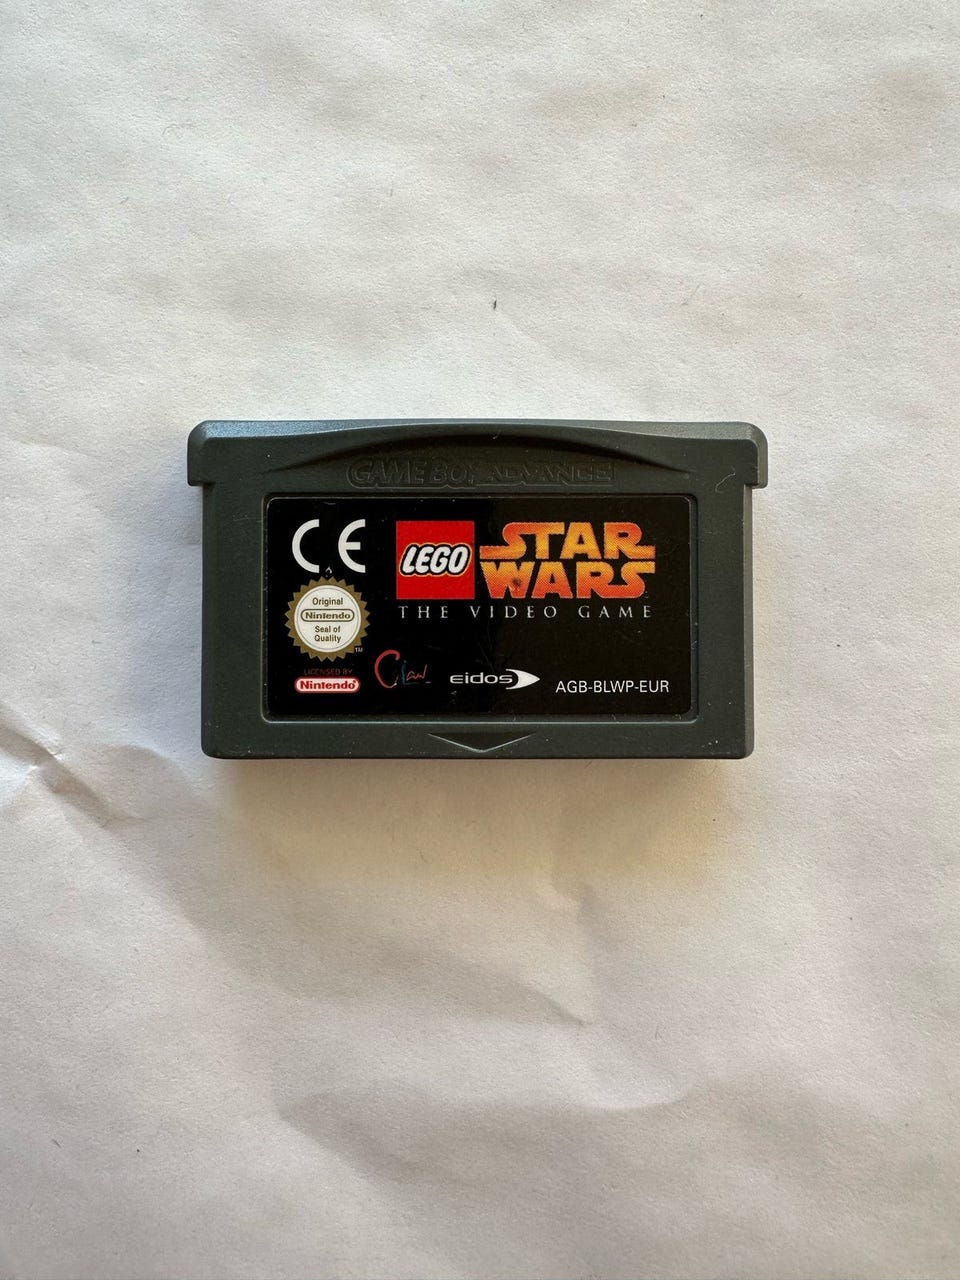 GAME BOY ADVANCE
CE
LEGO
STAR
WARS
THE VIDEO GAME
Original
Nintendo
Seal of
Quality
TM
LICENSED BY
Nintendo
Claw
eidos
AGB-BLWP-EUR